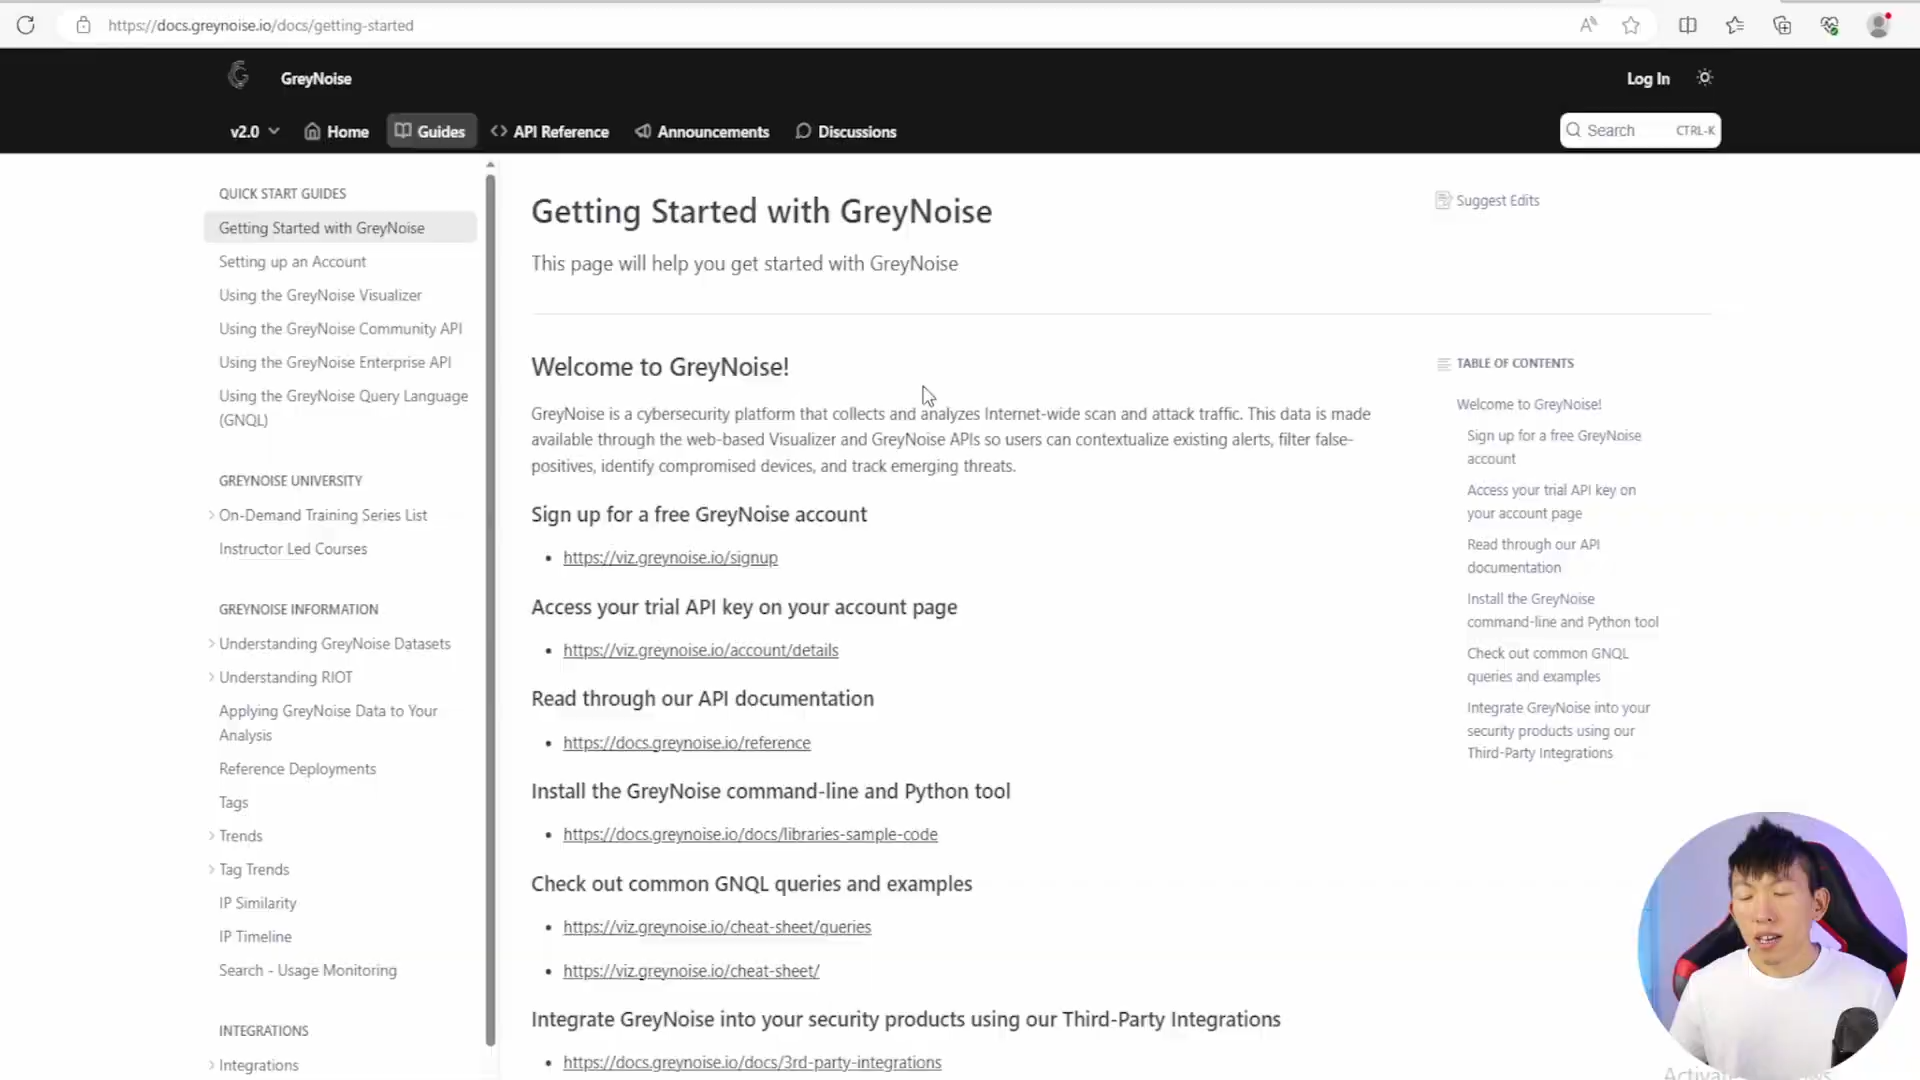 https://docs.greynoise.io/docs/getting-started
GreyNoise
Log In
v2.0
Home
Guides
API Reference
Announcements
Discussions
Search
CTRL-K
QUICK START GUIDES
Getting Started with GreyNoise
Setting up an Account
Using the GreyNoise Visualizer
Using the GreyNoise Community API
Using the GreyNoise Enterprise API
Using the GreyNoise Query Language
(GNQL)
GREYNOISE UNIVERSITY
On-Demand Training Series List
Instructor Led Courses
GREYNOISE INFORMATION
Understanding GreyNoise Datasets
Understanding RIOT
Applying GreyNoise Data to Your
Analysis
Reference Deployments
Tags
Trends
Tag Trends
IP Similarity
IP Timeline
Search - Usage Monitoring
INTEGRATIONS
Integrations
Getting Started with GreyNoise
This page will help you get started with GreyNoise
Welcome to GreyNoise!
GreyNoise is a cybersecurity platform that collects and analyzes Internet-wide scan and attack traffic. This data is made
available through the web-based Visualizer and GreyNoise APIs so users can contextualize existing alerts, filter false-
positives, identify compromised devices, and track emerging threats.
Sign up for a free GreyNoise account
https://viz.greynoise.io/signup
Access your trial API key on your account page
https://viz.greynoise.io/account/details
Read through our API documentation
https://docs.greynoise.io/reference
Install the GreyNoise command-line and Python tool
https://docs.greynoise.io/docs/libraries-sample-code
Check out common GNQL queries and examples
https://viz.greynoise.io/cheat-sheet/queries
https://viz.greynoise.io/cheat-sheet/
Integrate GreyNoise into your security products using our Third-Party Integrations
https://docs.greynoise.io/docs/3rd-party-integrations
Suggest Edits
TABLE OF CONTENTS
Welcome to GreyNoise!
Sign up for a free GreyNoise
account
Access your trial API key on
your account page
Read through our API
documentation
Install the GreyNoise
command-line and Python tool
Check out common GNQL
queries and examples
Integrate GreyNoise into your
security products using our
Third-Party Integrations